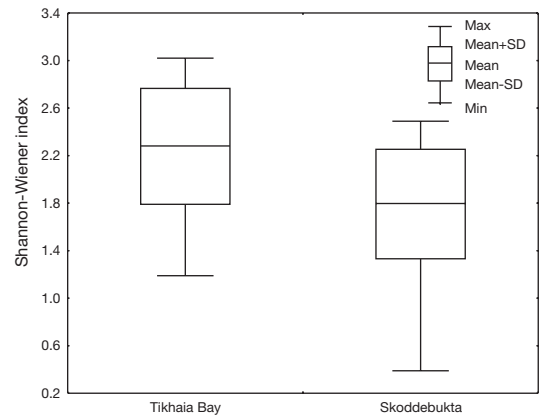 Shannon-Wiener index
3.4
3.0
2.6
2.2
1.8
1.4
1.0
0.6
0.2
Max
Mean+SD
Mean
Mean-SD
Min
Tikhaia Bay
Skoddebukta